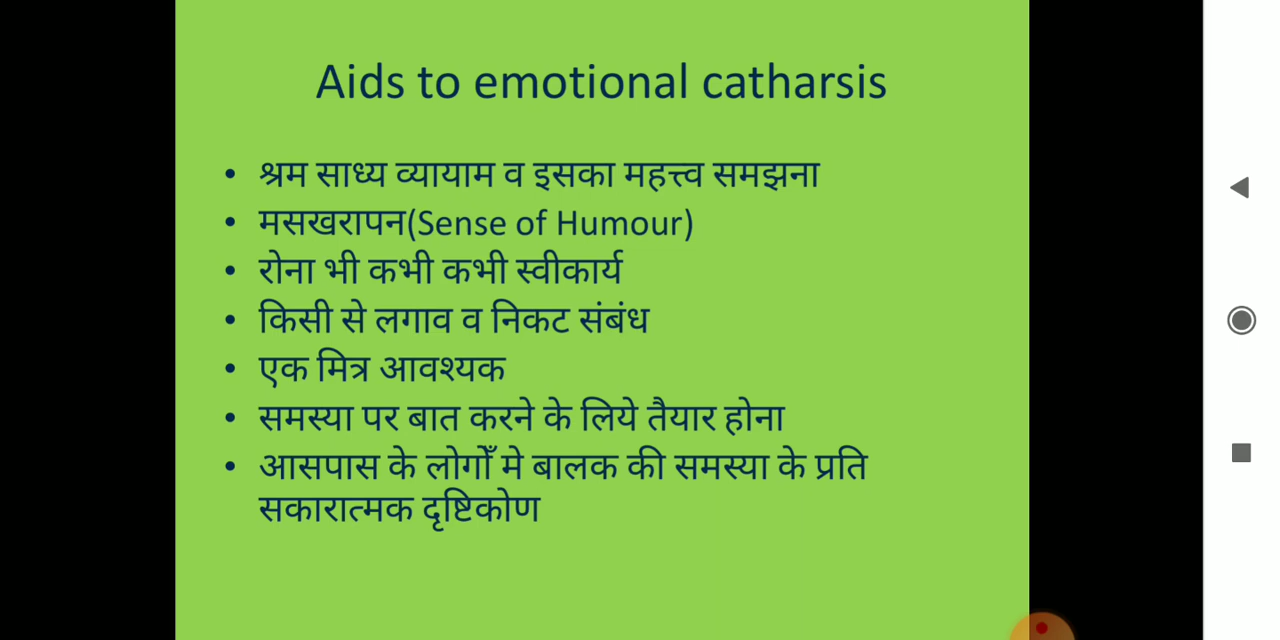 Aids to emotional catharsis
• श्रम साध्य व्यायाम व इसका महत्त्व समझना
• मसखरापन(Sense of Humour)
• रोना भी कभी कभी स्वीकार्य
• किसी से लगाव व निकट संबंध
• एक मित्र आवश्यक
• समस्या पर बात करने के लिये तैयार होना
• आसपास के लोगोँ मे बालक की समस्या के प्रति
सकारात्मक दृष्टिकोण